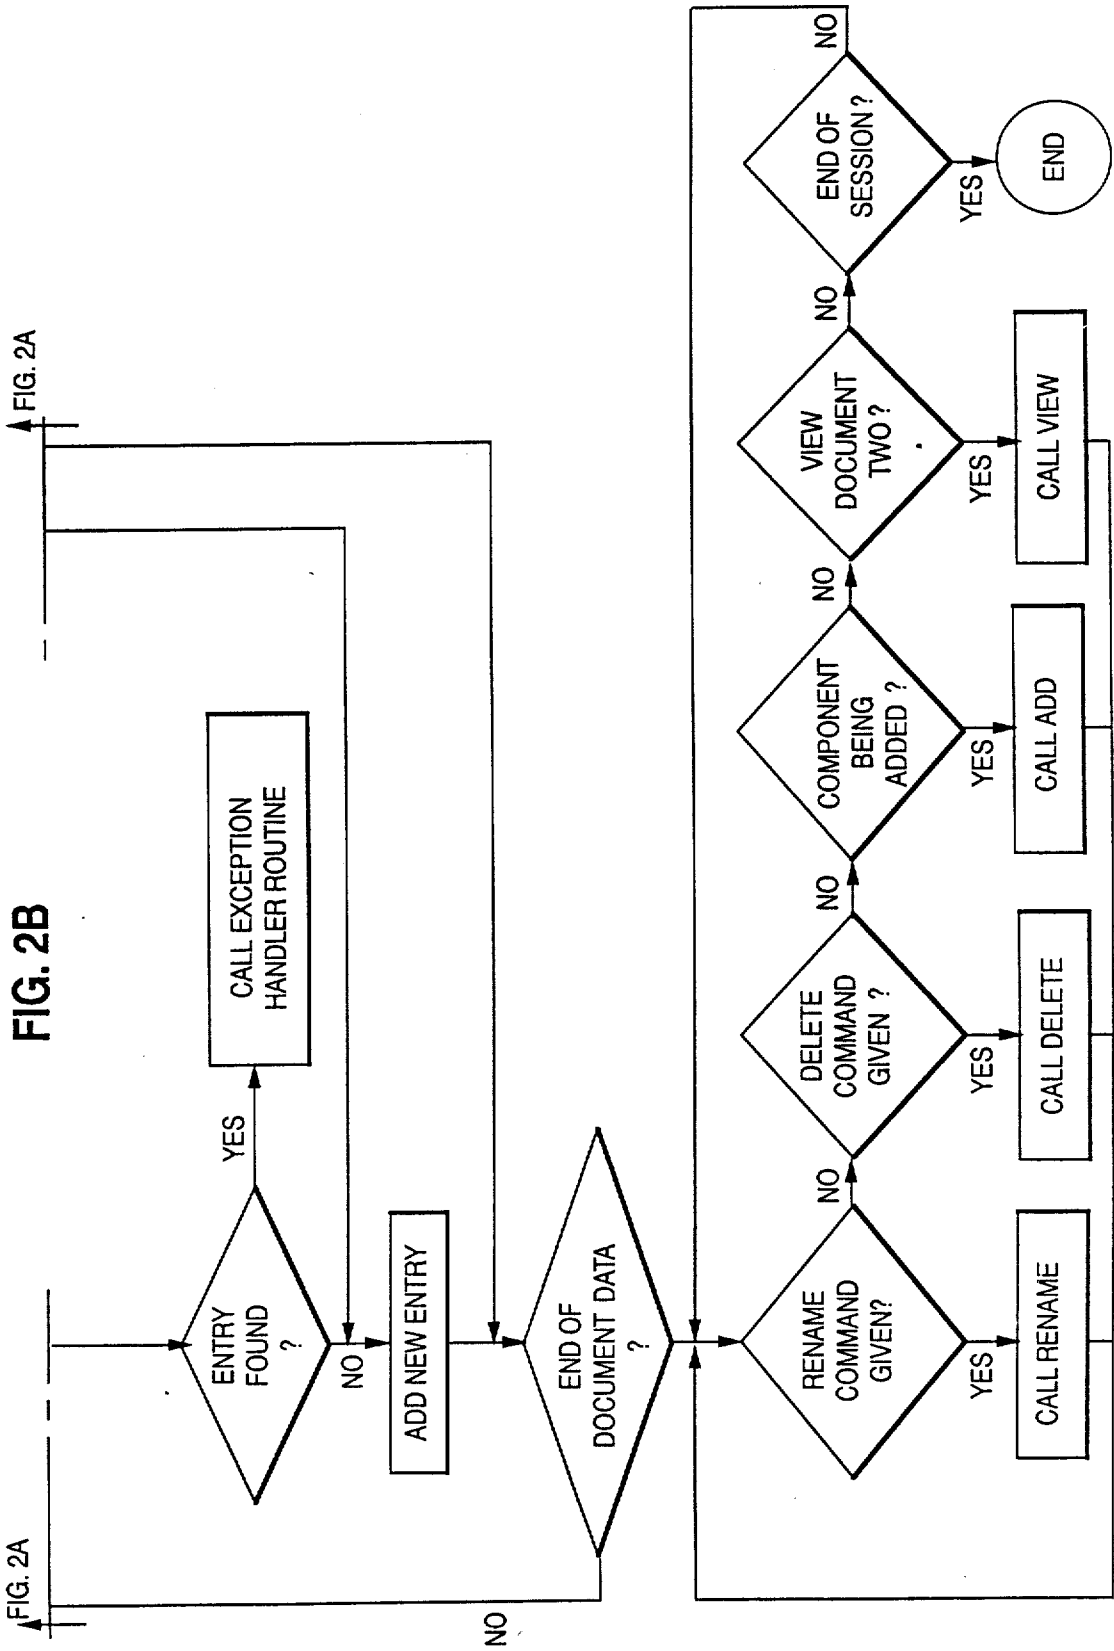 FIG. 2B
FIG. 2A
FIG. 2A
ENTRY
FOUND
?
YES
CALL EXCEPTION
HANDLER ROUTINE
NO
ADD NEW ENTRY
END OF
DOCUMENT DATA
?
NO
RENAME
COMMAND
GIVEN?
NO
DELETE
COMMAND
GIVEN ?
NO
COMPONENT
BEING
ADDED ?
NO
VIEW
DOCUMENT
TWO ?
NO
END OF
SESSION ?
NO
YES
YES
YES
YES
YES
CALL RENAME
CALL DELETE
CALL ADD
CALL VIEW
END